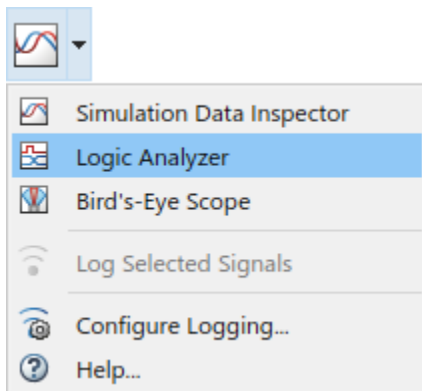 Simulation Data Inspector
Logic Analyzer
Bird's-Eye Scope
Log Selected Signals
Configure Logging...
Help...